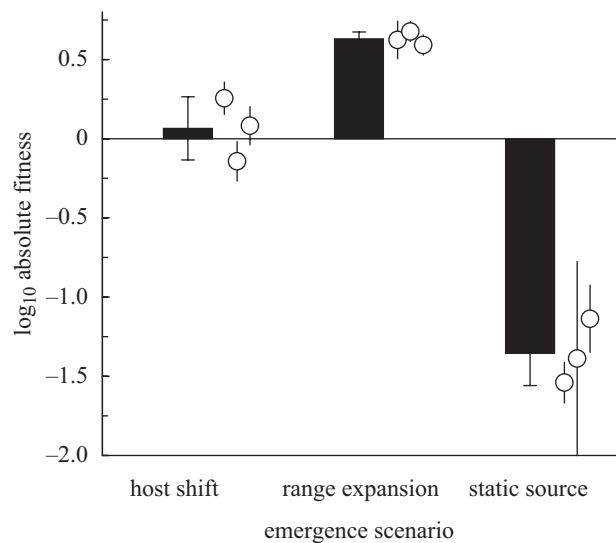 0.5
0
–0.5
–1.0
–1.5
–2.0
log10 absolute fitness
host shift range expansion static source
emergence scenario